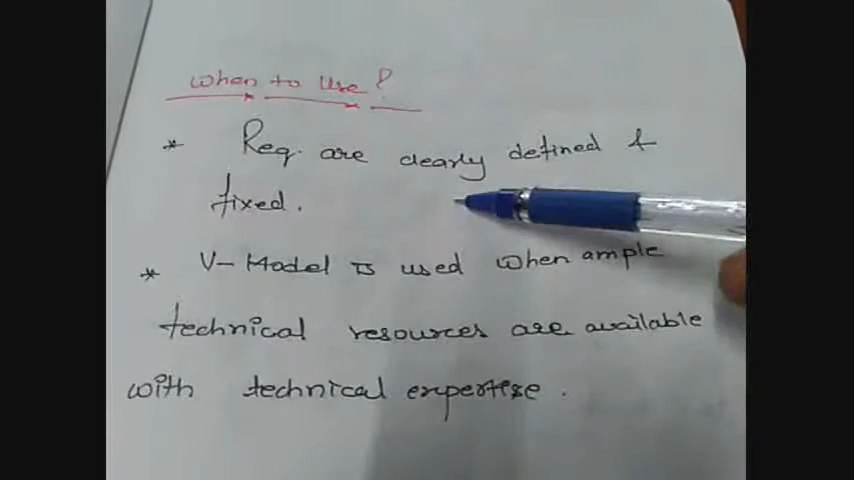 When to Use?
* Req. are clearly defined &
fixed.
* V- Model is used when ample
technical resources are available
with technical expertise.